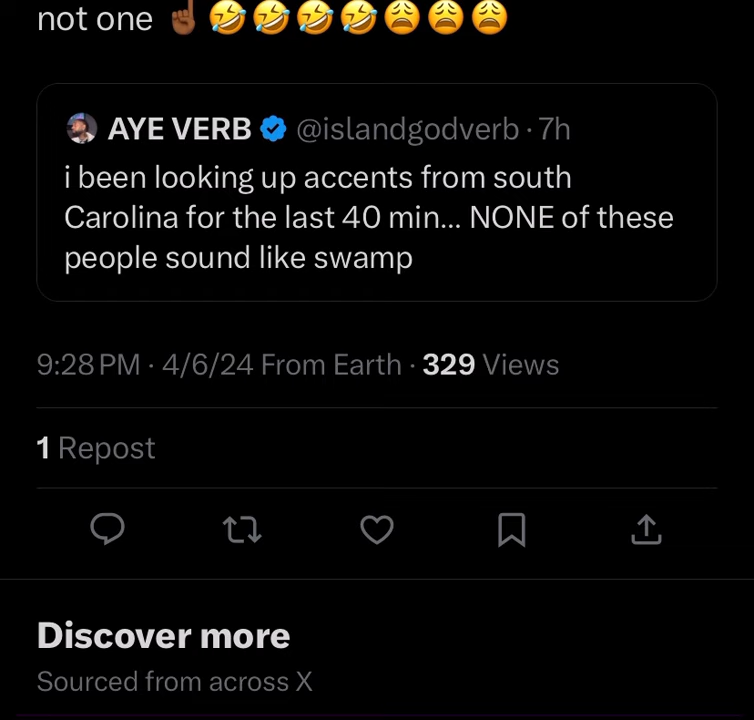 not one ☝🏾 🤣🤣🤣🤣😩😩😩
AYE VERB @islandgodverb · 7h
i been looking up accents from south
Carolina for the last 40 min... NONE of these
people sound like swamp
9:28 PM · 4/6/24 From Earth · 329 Views
1 Repost
Discover more
Sourced from across X